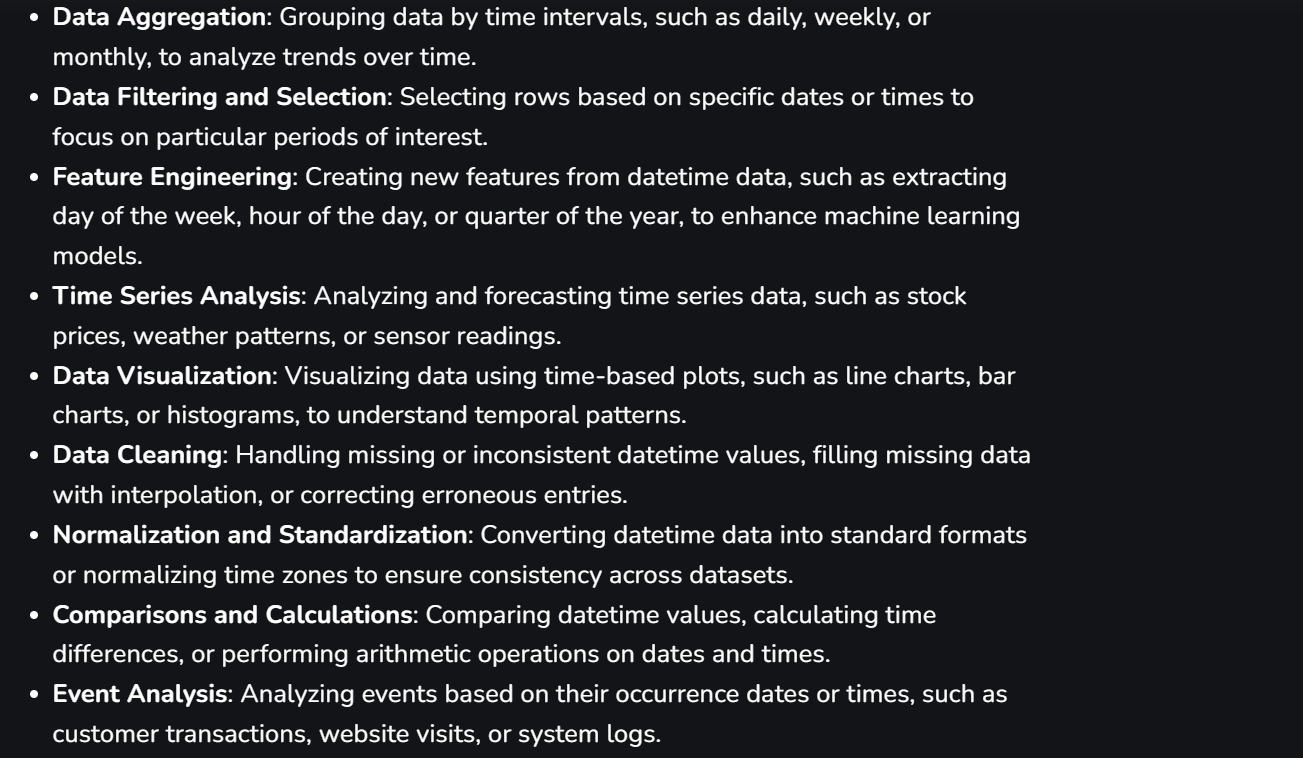 • Data Aggregation: Grouping data by time intervals, such as daily, weekly, or
monthly, to analyze trends over time.
• Data Filtering and Selection: Selecting rows based on specific dates or times to
focus on particular periods of interest.
• Feature Engineering: Creating new features from datetime data, such as extracting
day of the week, hour of the day, or quarter of the year, to enhance machine learning
models.
• Time Series Analysis: Analyzing and forecasting time series data, such as stock
prices, weather patterns, or sensor readings.
• Data Visualization: Visualizing data using time-based plots, such as line charts, bar
charts, or histograms, to understand temporal patterns.
• Data Cleaning: Handling missing or inconsistent datetime values, filling missing data
with interpolation, or correcting erroneous entries.
• Normalization and Standardization: Converting datetime data into standard formats
or normalizing time zones to ensure consistency across datasets.
• Comparisons and Calculations: Comparing datetime values, calculating time
differences, or performing arithmetic operations on dates and times.
• Event Analysis: Analyzing events based on their occurrence dates or times, such as
customer transactions, website visits, or system logs.